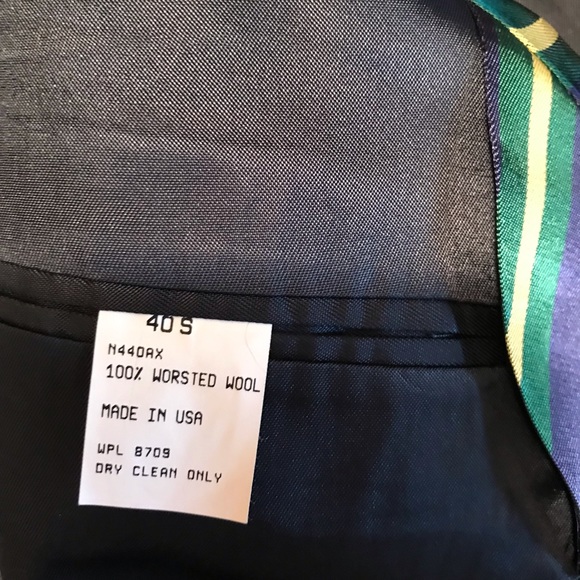 40 S
N440AX
100% WORSTED WOOL
MADE IN USA
WPL 8709
DRY CLEAN ONLY